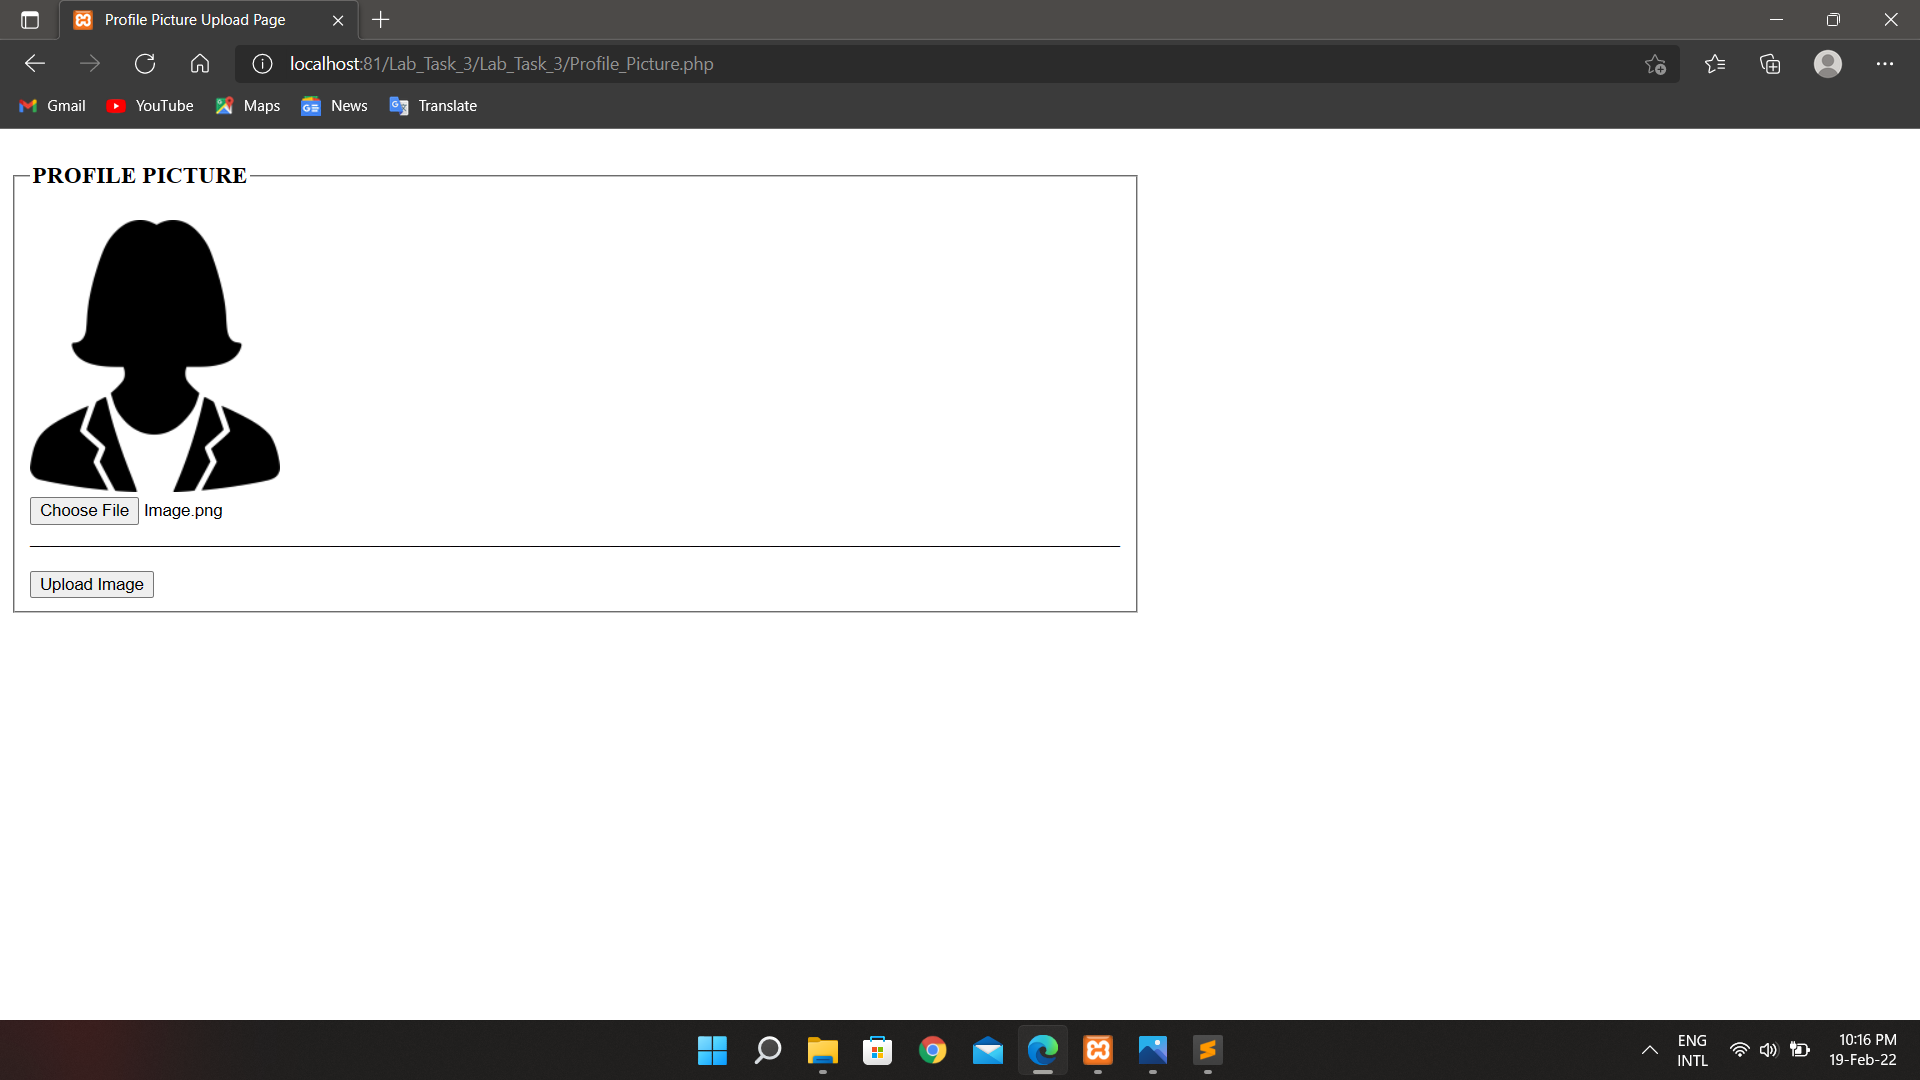 Profile Picture Upload Page
localhost:81/Lab_Task_3/Lab_Task_3/Profile_Picture.php
Gmail YouTube Maps News Translate
PROFILE PICTURE
Choose File Image.png
Upload Image
ENG 10:16 PM
INTL 19-Feb-22